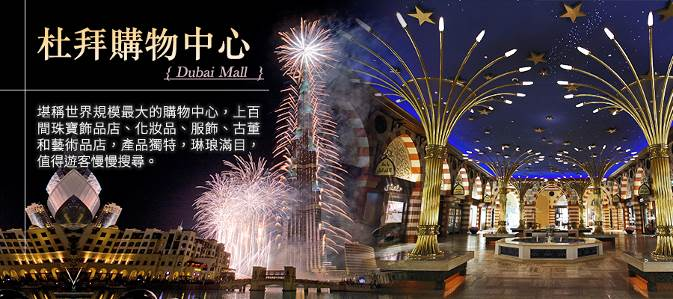 杜拜購物中心
{ Dubai Mall }
堪稱世界規模最大的購物中心，上百
間珠寶飾品店、化妝品、服飾、古董
和藝術品店，產品獨特，琳琅滿目，
值得遊客慢慢搜尋。